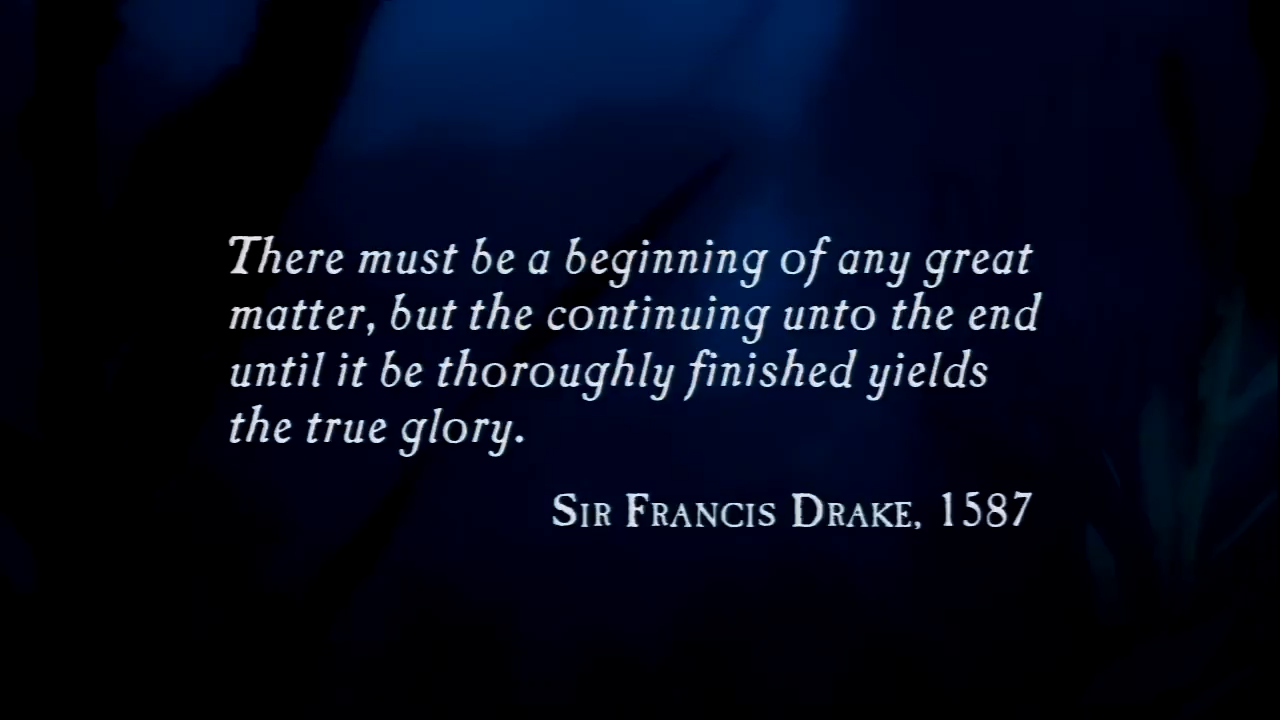 There must be a beginning of any great
matter, but the continuing unto the end
until it be thoroughly finished yields
the true glory.
Sir Francis Drake, 1587